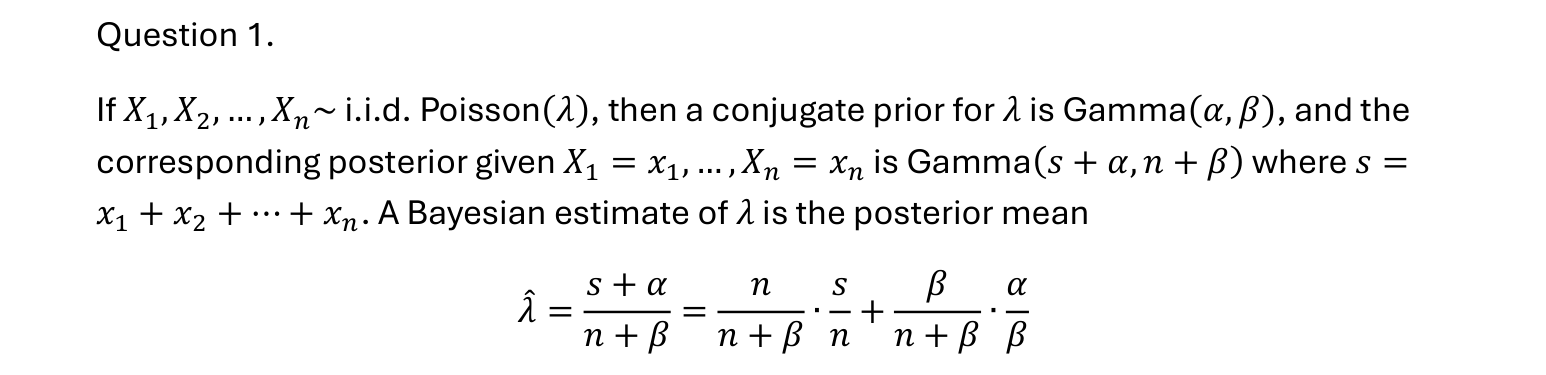 Question 1.
If X₁, X₂, ..., Xₙ ~ i.i.d. Poisson(λ), then a conjugate prior for λ is Gamma(α, β), and the
corresponding posterior given X₁ = x₁, ..., Xₙ = xₙ is Gamma(s + α, n + β) where s =
x₁ + x₂ + ⋯ + xₙ. A Bayesian estimate of λ is the posterior mean
λ̂ = (s + α)/(n + β) = n/(n + β) · s/n + β/(n + β) · α/β